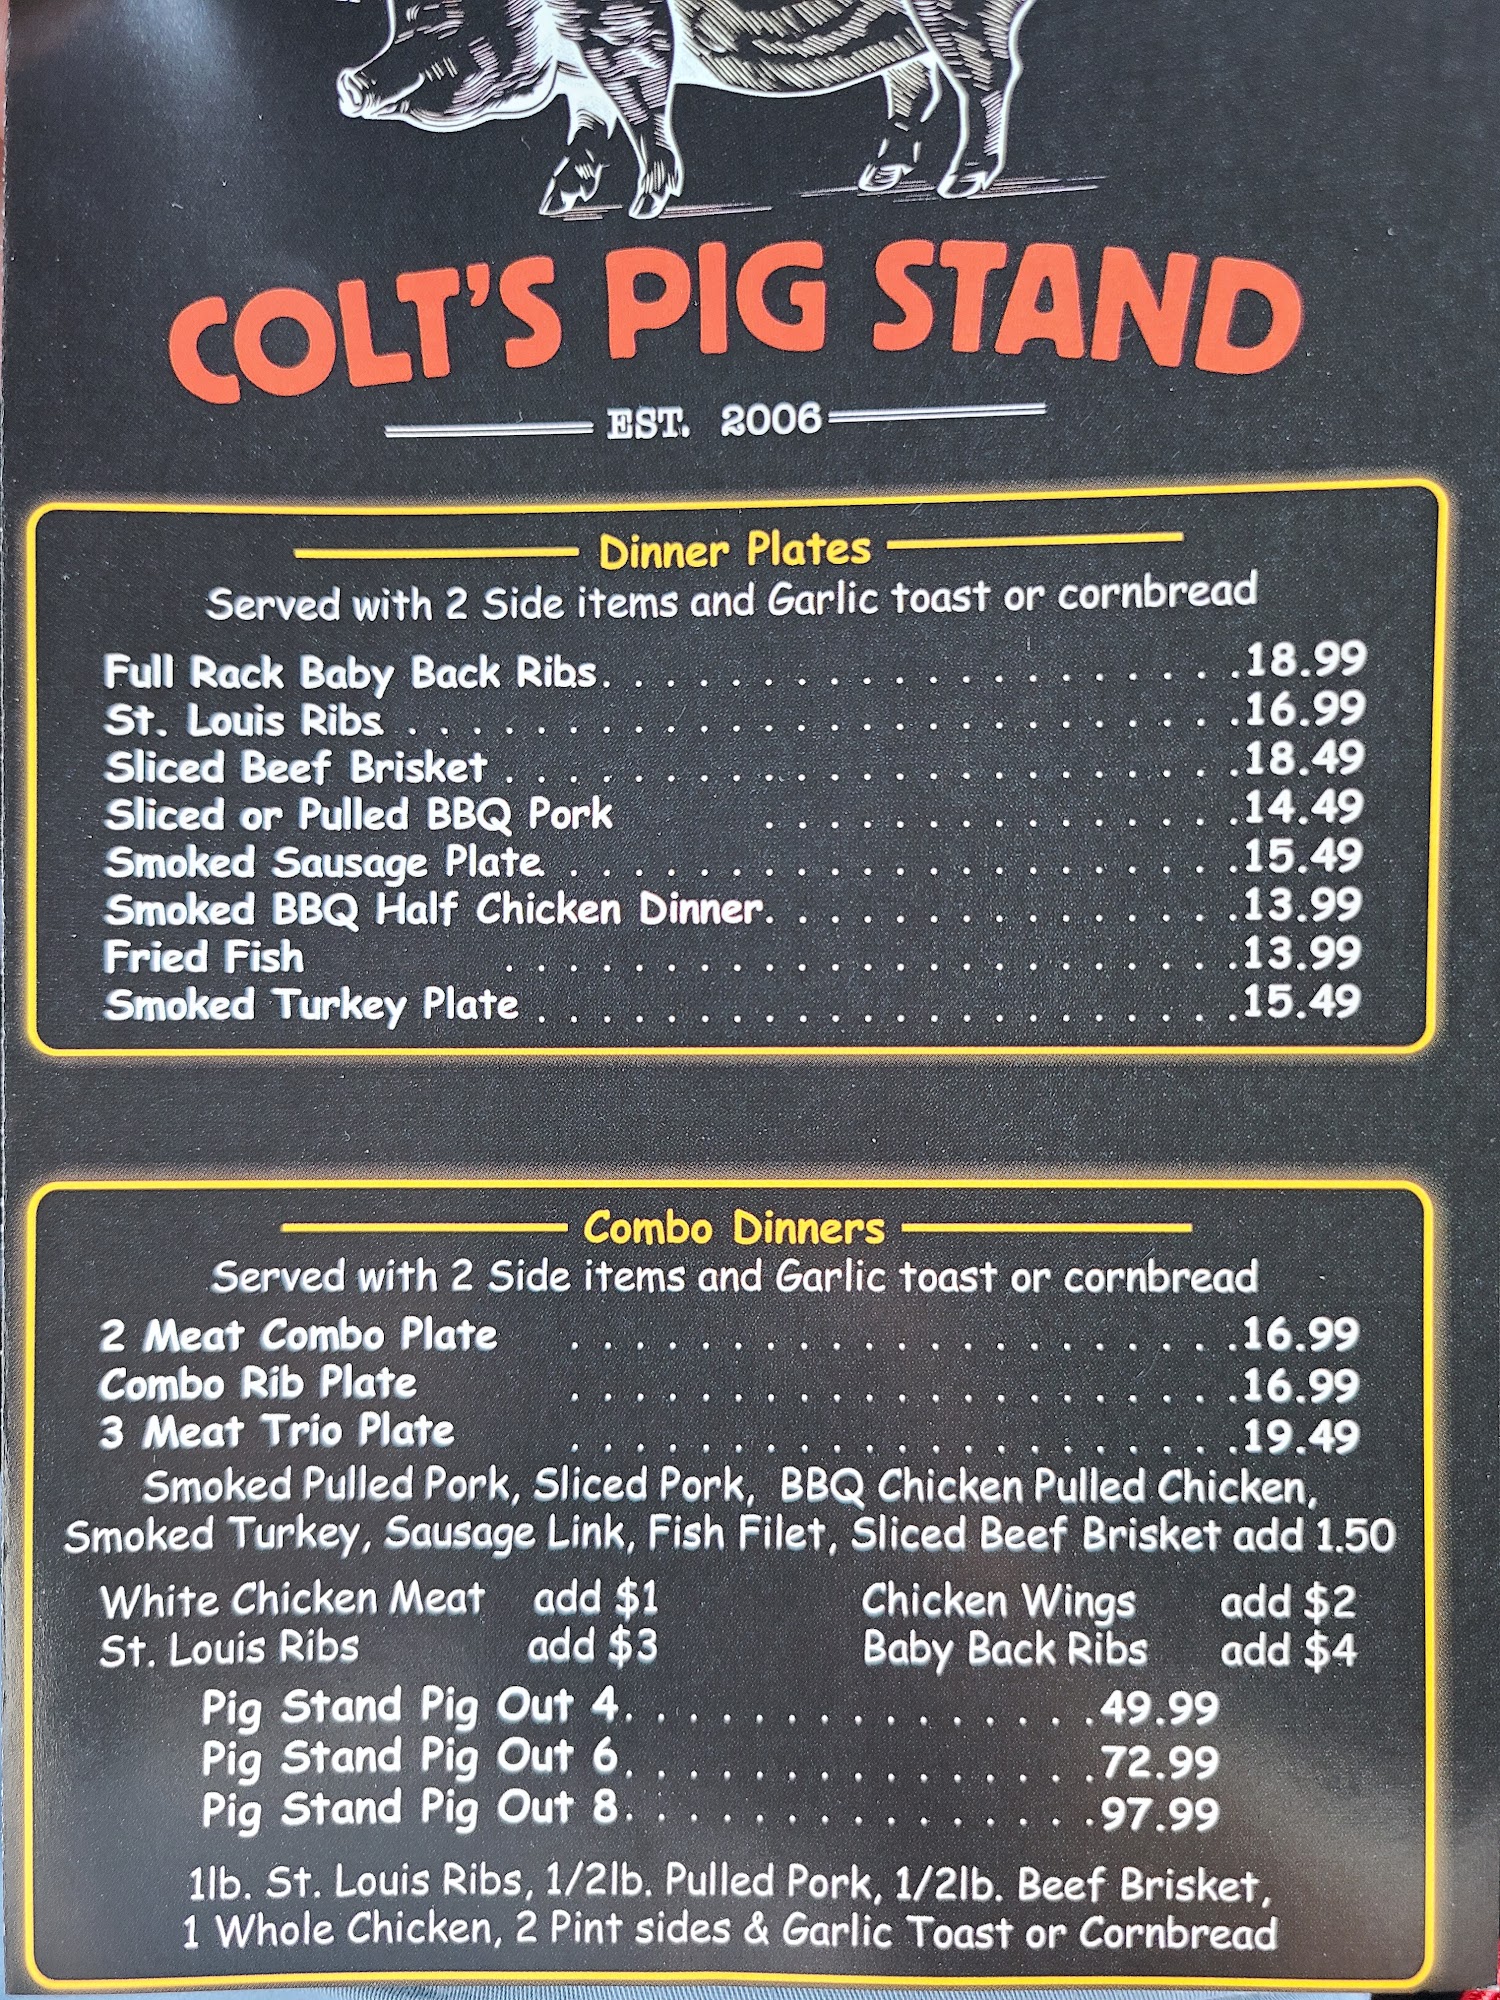 COLT'S PIG STAND
EST. 2006
Dinner Plates
Served with 2 Side items and Garlic toast or cornbread
Full Rack Baby Back Ribs. . . . . . . . . . . . . . . . . . . . .18.99
St. Louis Ribs . . . . . . . . . . . . . . . . . . . . . . . . . . .16.99
Sliced Beef Brisket . . . . . . . . . . . . . . . . . . . . . . . .18.49
Sliced or Pulled BBQ Pork . . . . . . . . . . . . . . . .14.49
Smoked Sausage Plate . . . . . . . . . . . . . . . . . . . . . .15.49
Smoked BBQ Half Chicken Dinner. . . . . . . . . . . . . . . .13.99
Fried Fish . . . . . . . . . . . . . . . . . . . . . . . .13.99
Smoked Turkey Plate . . . . . . . . . . . . . . . . . . . . . . .15.49
Combo Dinners
Served with 2 Side items and Garlic toast or cornbread
2 Meat Combo Plate . . . . . . . . . . . . . . . . . . . . . .16.99
Combo Rib Plate . . . . . . . . . . . . . . . . . . . . . .16.99
3 Meat Trio Plate . . . . . . . . . . . . . . . . . . . . . .19.49
Smoked Pulled Pork, Sliced Pork, BBQ Chicken Pulled Chicken,
Smoked Turkey, Sausage Link, Fish Filet, Sliced Beef Brisket add 1.50
White Chicken Meat add $1 Chicken Wings add $2
St. Louis Ribs add $3 Baby Back Ribs add $4
Pig Stand Pig Out 4. . . . . . . . . . . . . . . .49.99
Pig Stand Pig Out 6. . . . . . . . . . . . . . . .72.99
Pig Stand Pig Out 8. . . . . . . . . . . . . . . .97.99
1lb. St. Louis Ribs, 1/2lb. Pulled Pork, 1/2lb. Beef Brisket,
1 Whole Chicken, 2 Pint sides & Garlic Toast or Cornbread